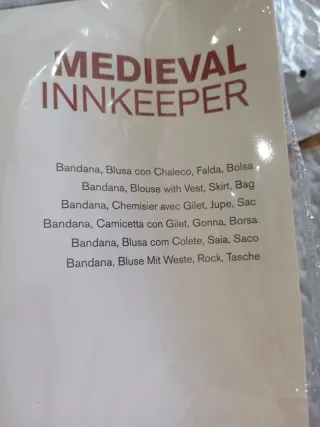 MEDIEVAL
INNKEEPER
Bandana, Blusa con Chaleco, Falda, Bolsa
Bandana, Blouse with Vest, Skirt, Bag
Bandana, Chemisier avec Gilet, Jupe, Sac
Bandana, Camicetta con Gilet, Gonna, Borsa
Bandana, Blusa com Colete, Saia, Saco
Bandana, Bluse Mit Weste, Rock, Tasche